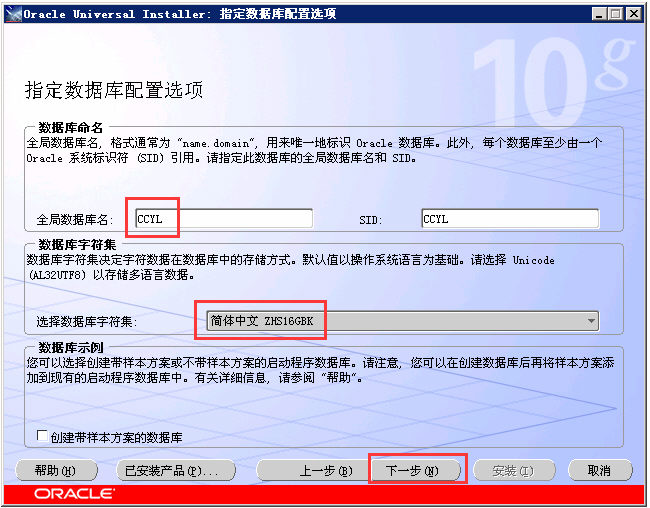 Oracle Universal Installer: 指定数据库配置选项
10g
指定数据库配置选项
数据库命名
全局数据库名, 格式通常为 "name.domain", 用来唯一地标识 Oracle 数据库。此外, 每个数据库至少由一个
Oracle 系统标识符 (SID) 引用。请指定此数据库的全局数据库名和 SID。
全局数据库名: CCYL SID: CCYL
数据库字符集
数据库字符集决定字符数据在数据库中的存储方式。默认值以操作系统语言为基础。请选择 Unicode
(AL32UTF8) 以存储多语言数据。
选择数据库字符集: 简体中文 ZHS16GBK
数据库示例
您可以选择创建带样本方案或不带样本方案的启动程序数据库。请注意, 您可以在创建数据库后再将样本方案添
加到现有的启动程序数据库中。有关详细信息, 请参阅 "帮助"。
创建带样本方案的数据库
帮助(H) 已安装产品(P)... 上一步(B) 下一步(N) 安装(I) 取消
ORACLE